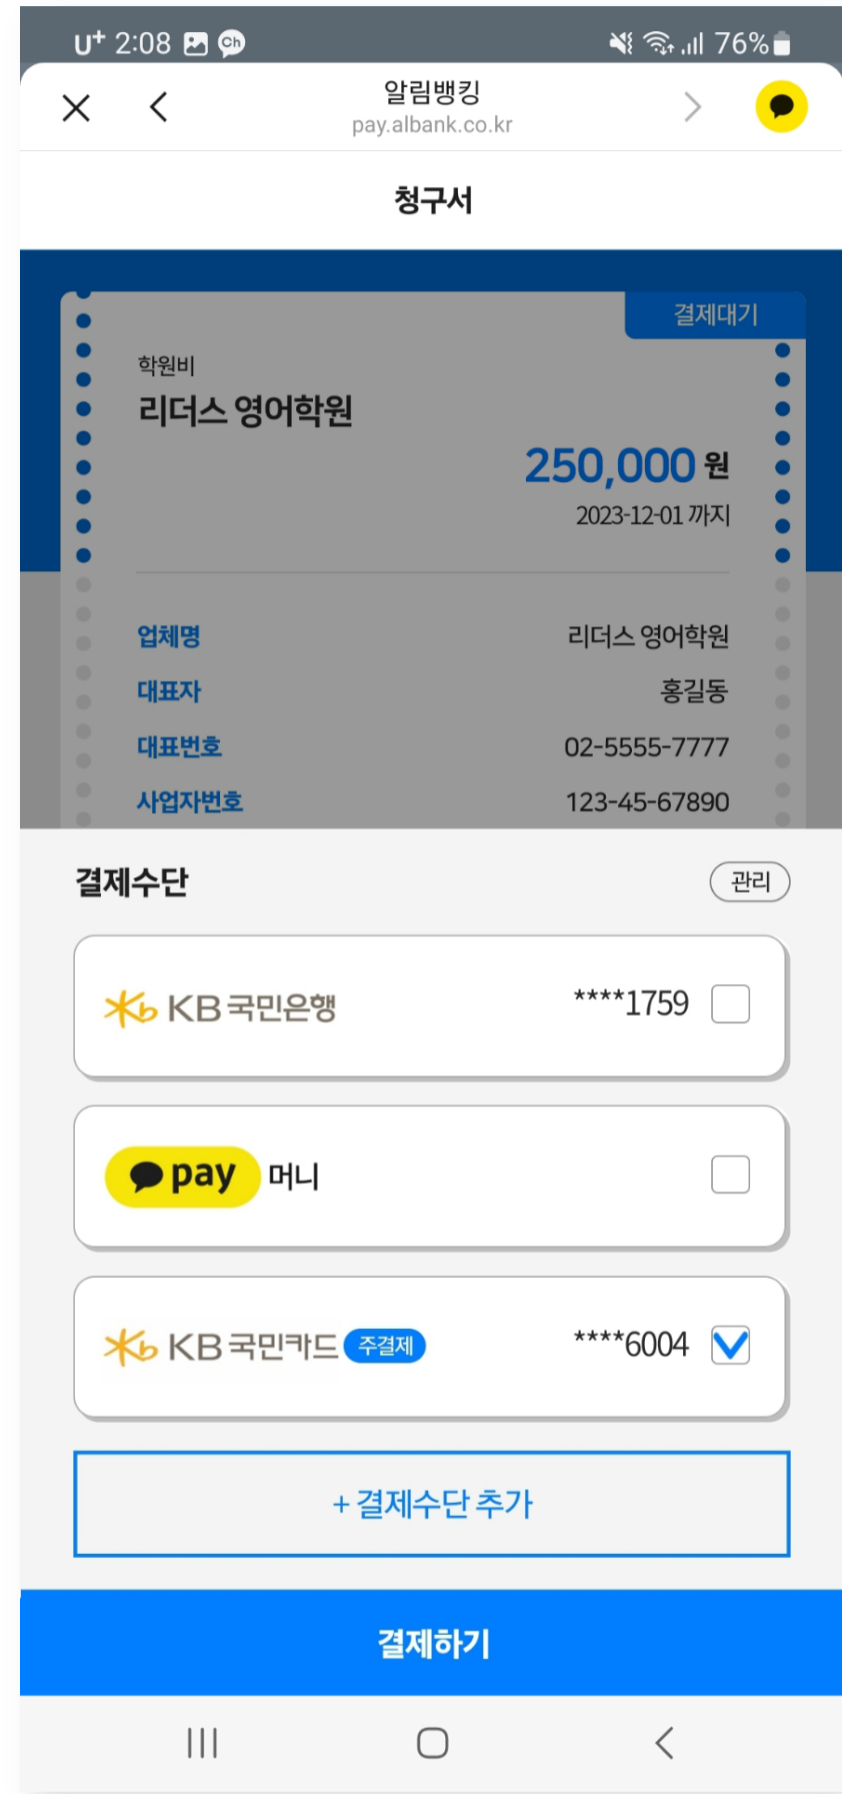 U+ 2:08 Ch 76%
알림뱅킹
pay.albank.co.kr
청구서
결제대기
학원비
리더스 영어학원
250,000 원
2023-12-01 까지
업체명 리더스 영어학원
대표자 홍길동
대표번호 02-5555-7777
사업자번호 123-45-67890
결제수단 관리
KB 국민은행 ****1759
pay 머니
KB 국민카드 주결제 ****6004
+ 결제수단 추가
결제하기